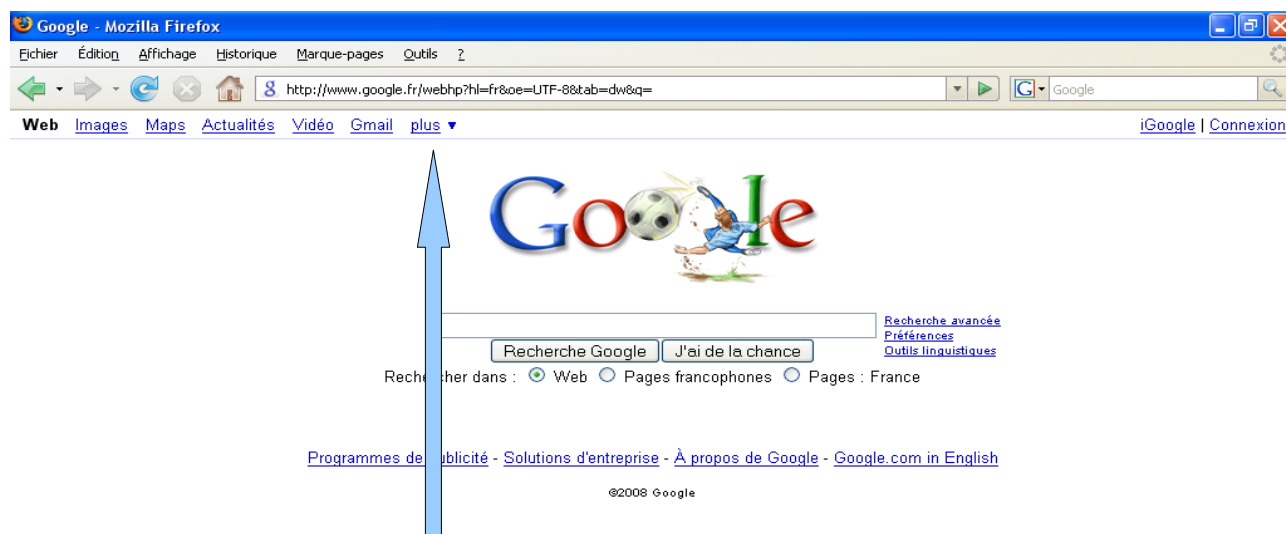 Google - Mozilla Firefox
Fichier Édition Affichage Historique Marque-pages Outils ?
http://www.google.fr/webhp?hl=fr&oe=UTF-8&tab=dw&q= Google
Web Images Maps Actualités Vidéo Gmail plus ▼ iGoogle | Connexion
Google
Recherche avancée
Préférences
Recherche Google J'ai de la chance Outils linguistiques
Rechercher dans : Web Pages francophones Pages : France
Programmes de publicité - Solutions d'entreprise - À propos de Google - Google.com in English
©2008 Google